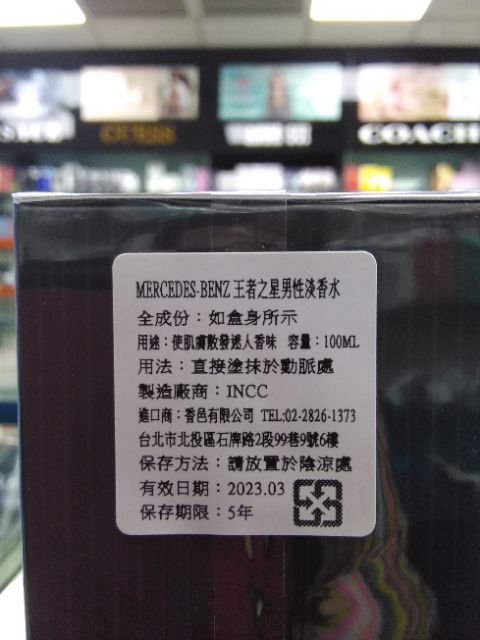 COACH
MERCEDES-BENZ 王者之星男性淡香水
全成份：如盒身所示
用途：使肌膚散發迷人香味 容量：100ML
用法：直接塗抹於動脈處
製造廠商：INCC
進口商：香邑有限公司 TEL:02-2826-1373
台北市北投區石牌路2段99巷9號6樓
保存方法：請放置於陰涼處
有效日期：2023.03
保存期限：5年